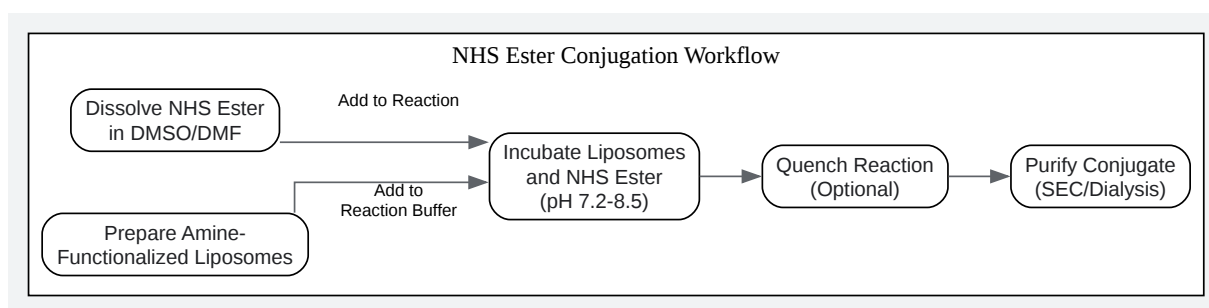 NHS Ester Conjugation Workflow
Dissolve NHS Ester
in DMSO/DMF
Add to Reaction
Prepare Amine-
Functionalized Liposomes
Add to
Reaction Buffer
Incubate Liposomes
and NHS Ester
(pH 7.2-8.5)
Quench Reaction
(Optional)
Purify Conjugate
(SEC/Dialysis)